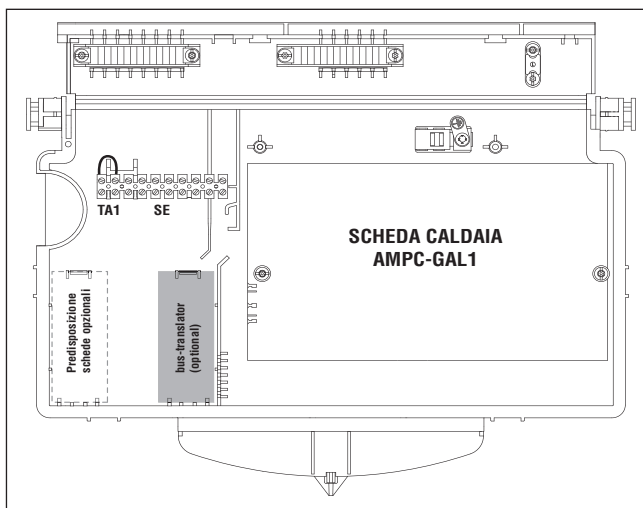 TA1 SE
SCHEDA CALDAIA
AMPC-GAL1
Predisposizione
schede opzionali
bus-translator
(optional)